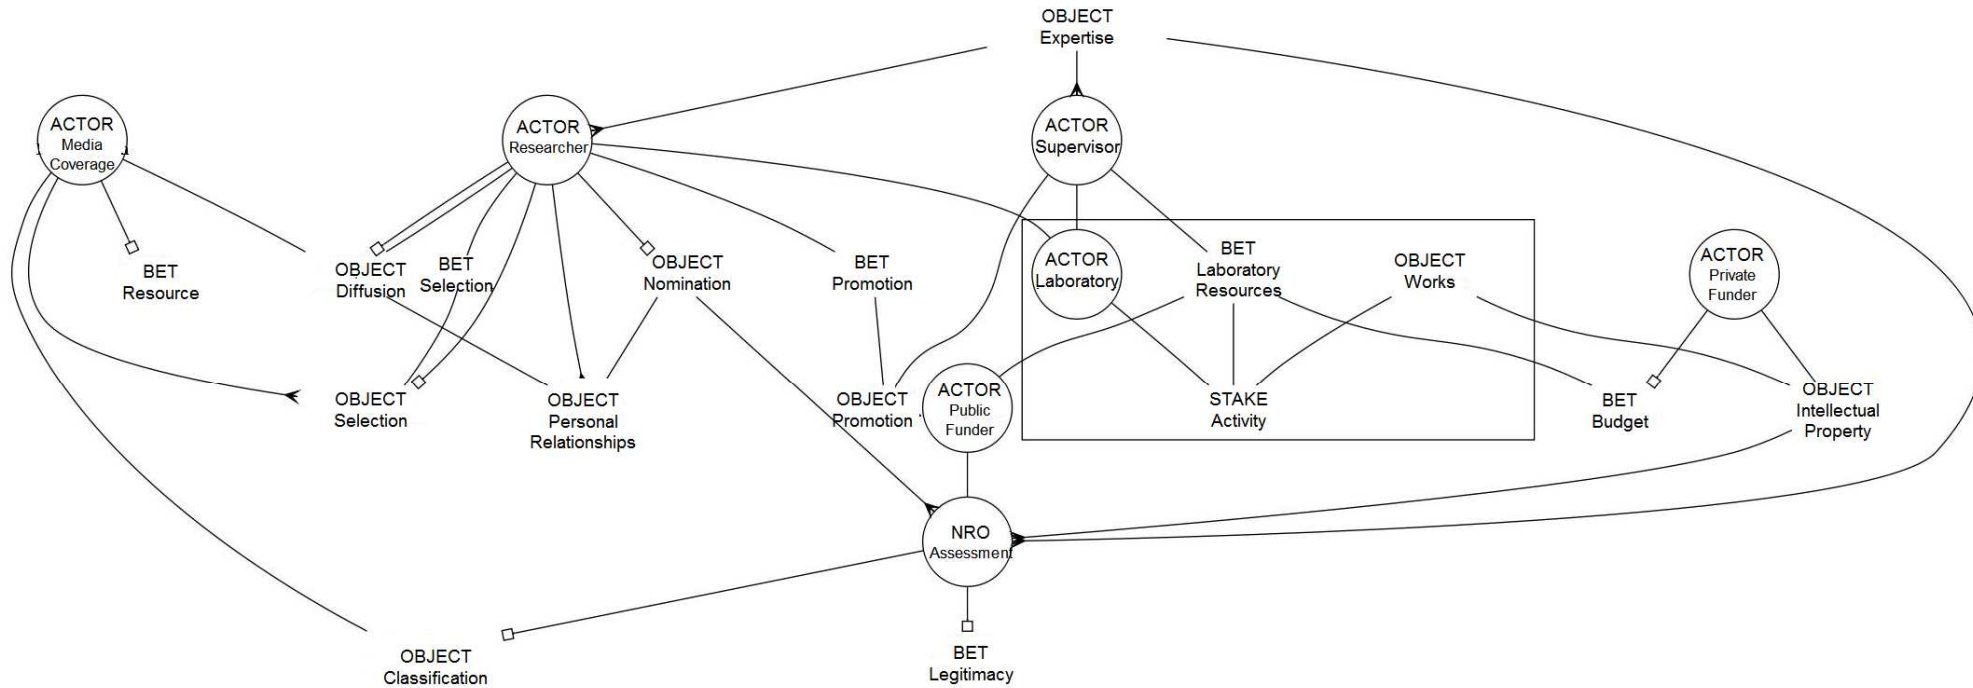 OBJECT
Expertise
ACTOR
Media
Coverage
ACTOR
Researcher
ACTOR
Supervisor
BET
Resource
OBJECT
Diffusion
BET
Selection
OBJECT
Nomination
BET
Promotion
ACTOR
Laboratory
BET
Laboratory
Resources
OBJECT
Works
ACTOR
Private
Funder
OBJECT
Selection
OBJECT
Personal
Relationships
OBJECT
Promotion
ACTOR
Public
Funder
STAKE
Activity
BET
Budget
OBJECT
Intellectual
Property
NRO
Assessment
OBJECT
Classification
BET
Legitimacy